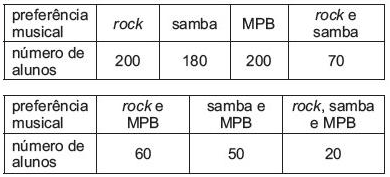 preferência musical rock samba MPB rock e samba
número de alunos 200 180 200 70
preferência musical rock e MPB samba e MPB rock, samba e MPB
número de alunos 60 50 20